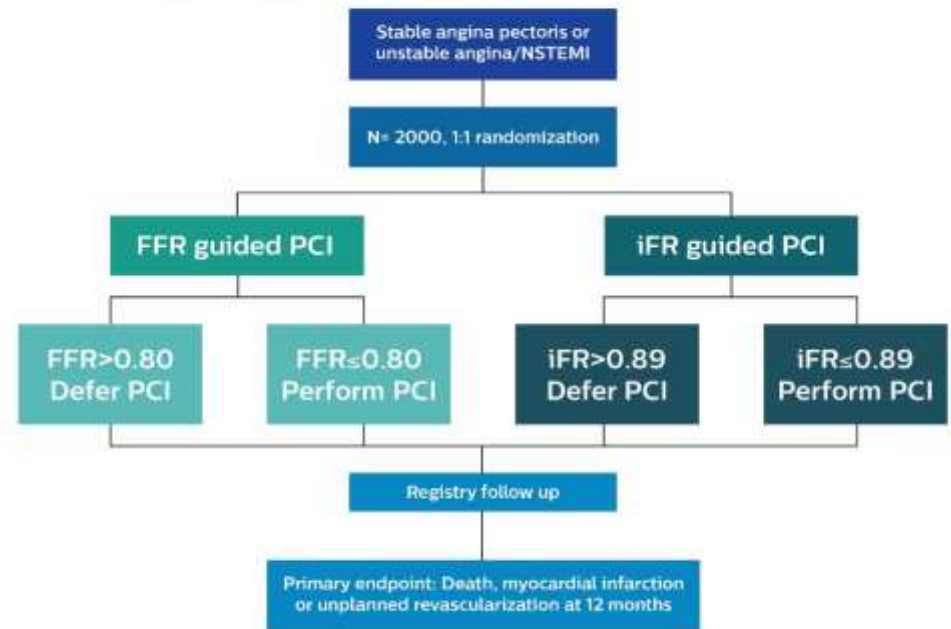 Stable angina pectoris or
unstable angina/NSTEMI
N= 2000, 1:1 randomization
FFR guided PCI
iFR guided PCI
FFR>0.80
Defer PCI
FFR≤0.80
Perform PCI
iFR>0.89
Defer PCI
iFR≤0.89
Perform PCI
Registry follow up
Primary endpoint: Death, myocardial infarction
or unplanned revascularization at 12 months